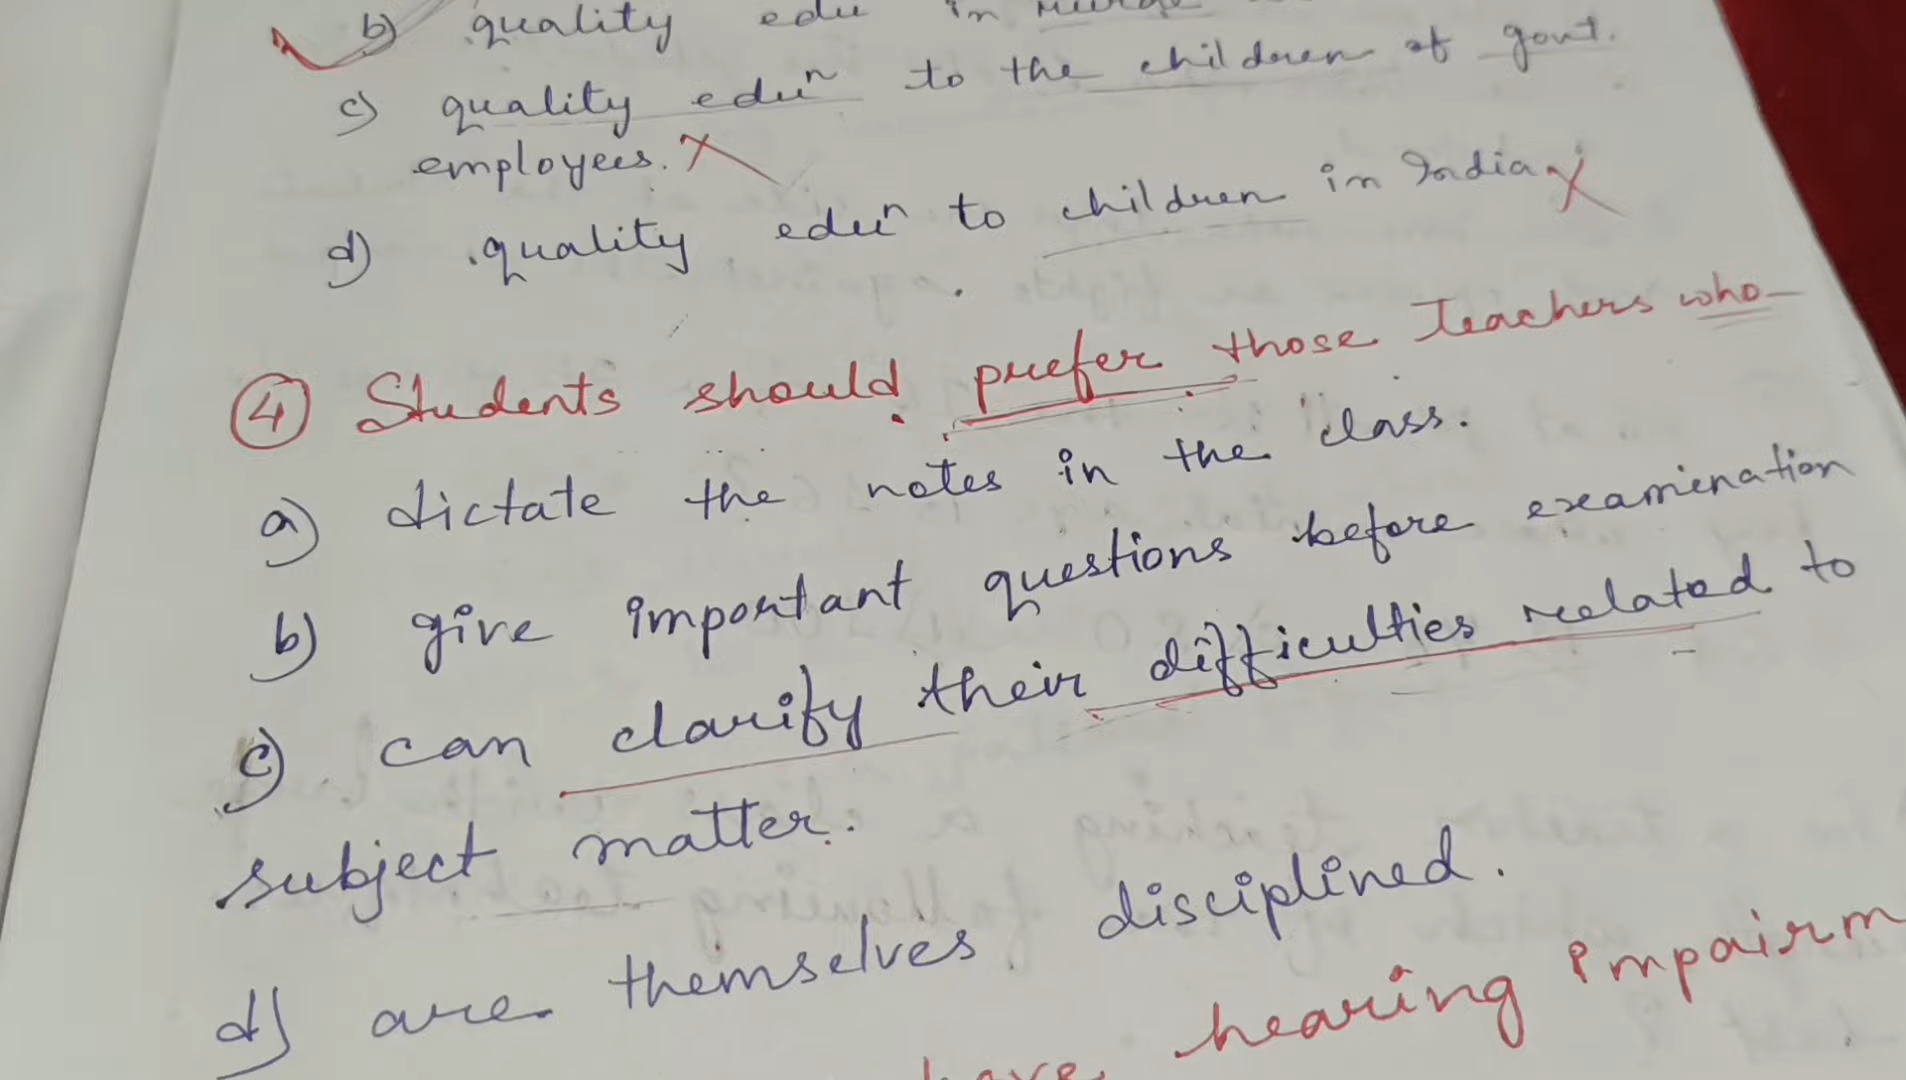 b) quality edu in
c) quality eduⁿ to the children of govt.
employees.
d) quality eduⁿ to children in India
4 Students should prefer those teachers who
a) dictate the notes in the class.
b) give important questions before examination
c) can clarify their difficulties related to
subject matter.
d) are themselves disciplined.
have hearing impairm